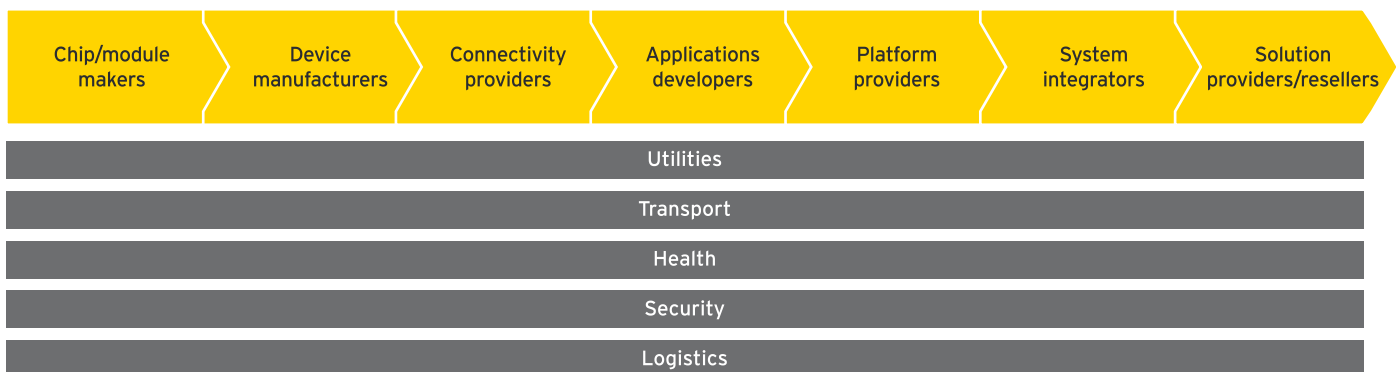 Chip/module
makers
Device
manufacturers
Connectivity
providers
Applications
developers
Platform
providers
System
integrators
Solution
providers/resellers
Utilities
Transport
Health
Security
Logistics